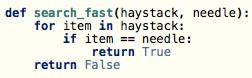 def search_fast(haystack, needle):
    for item in haystack:
        if item == needle:
            return True
    return False